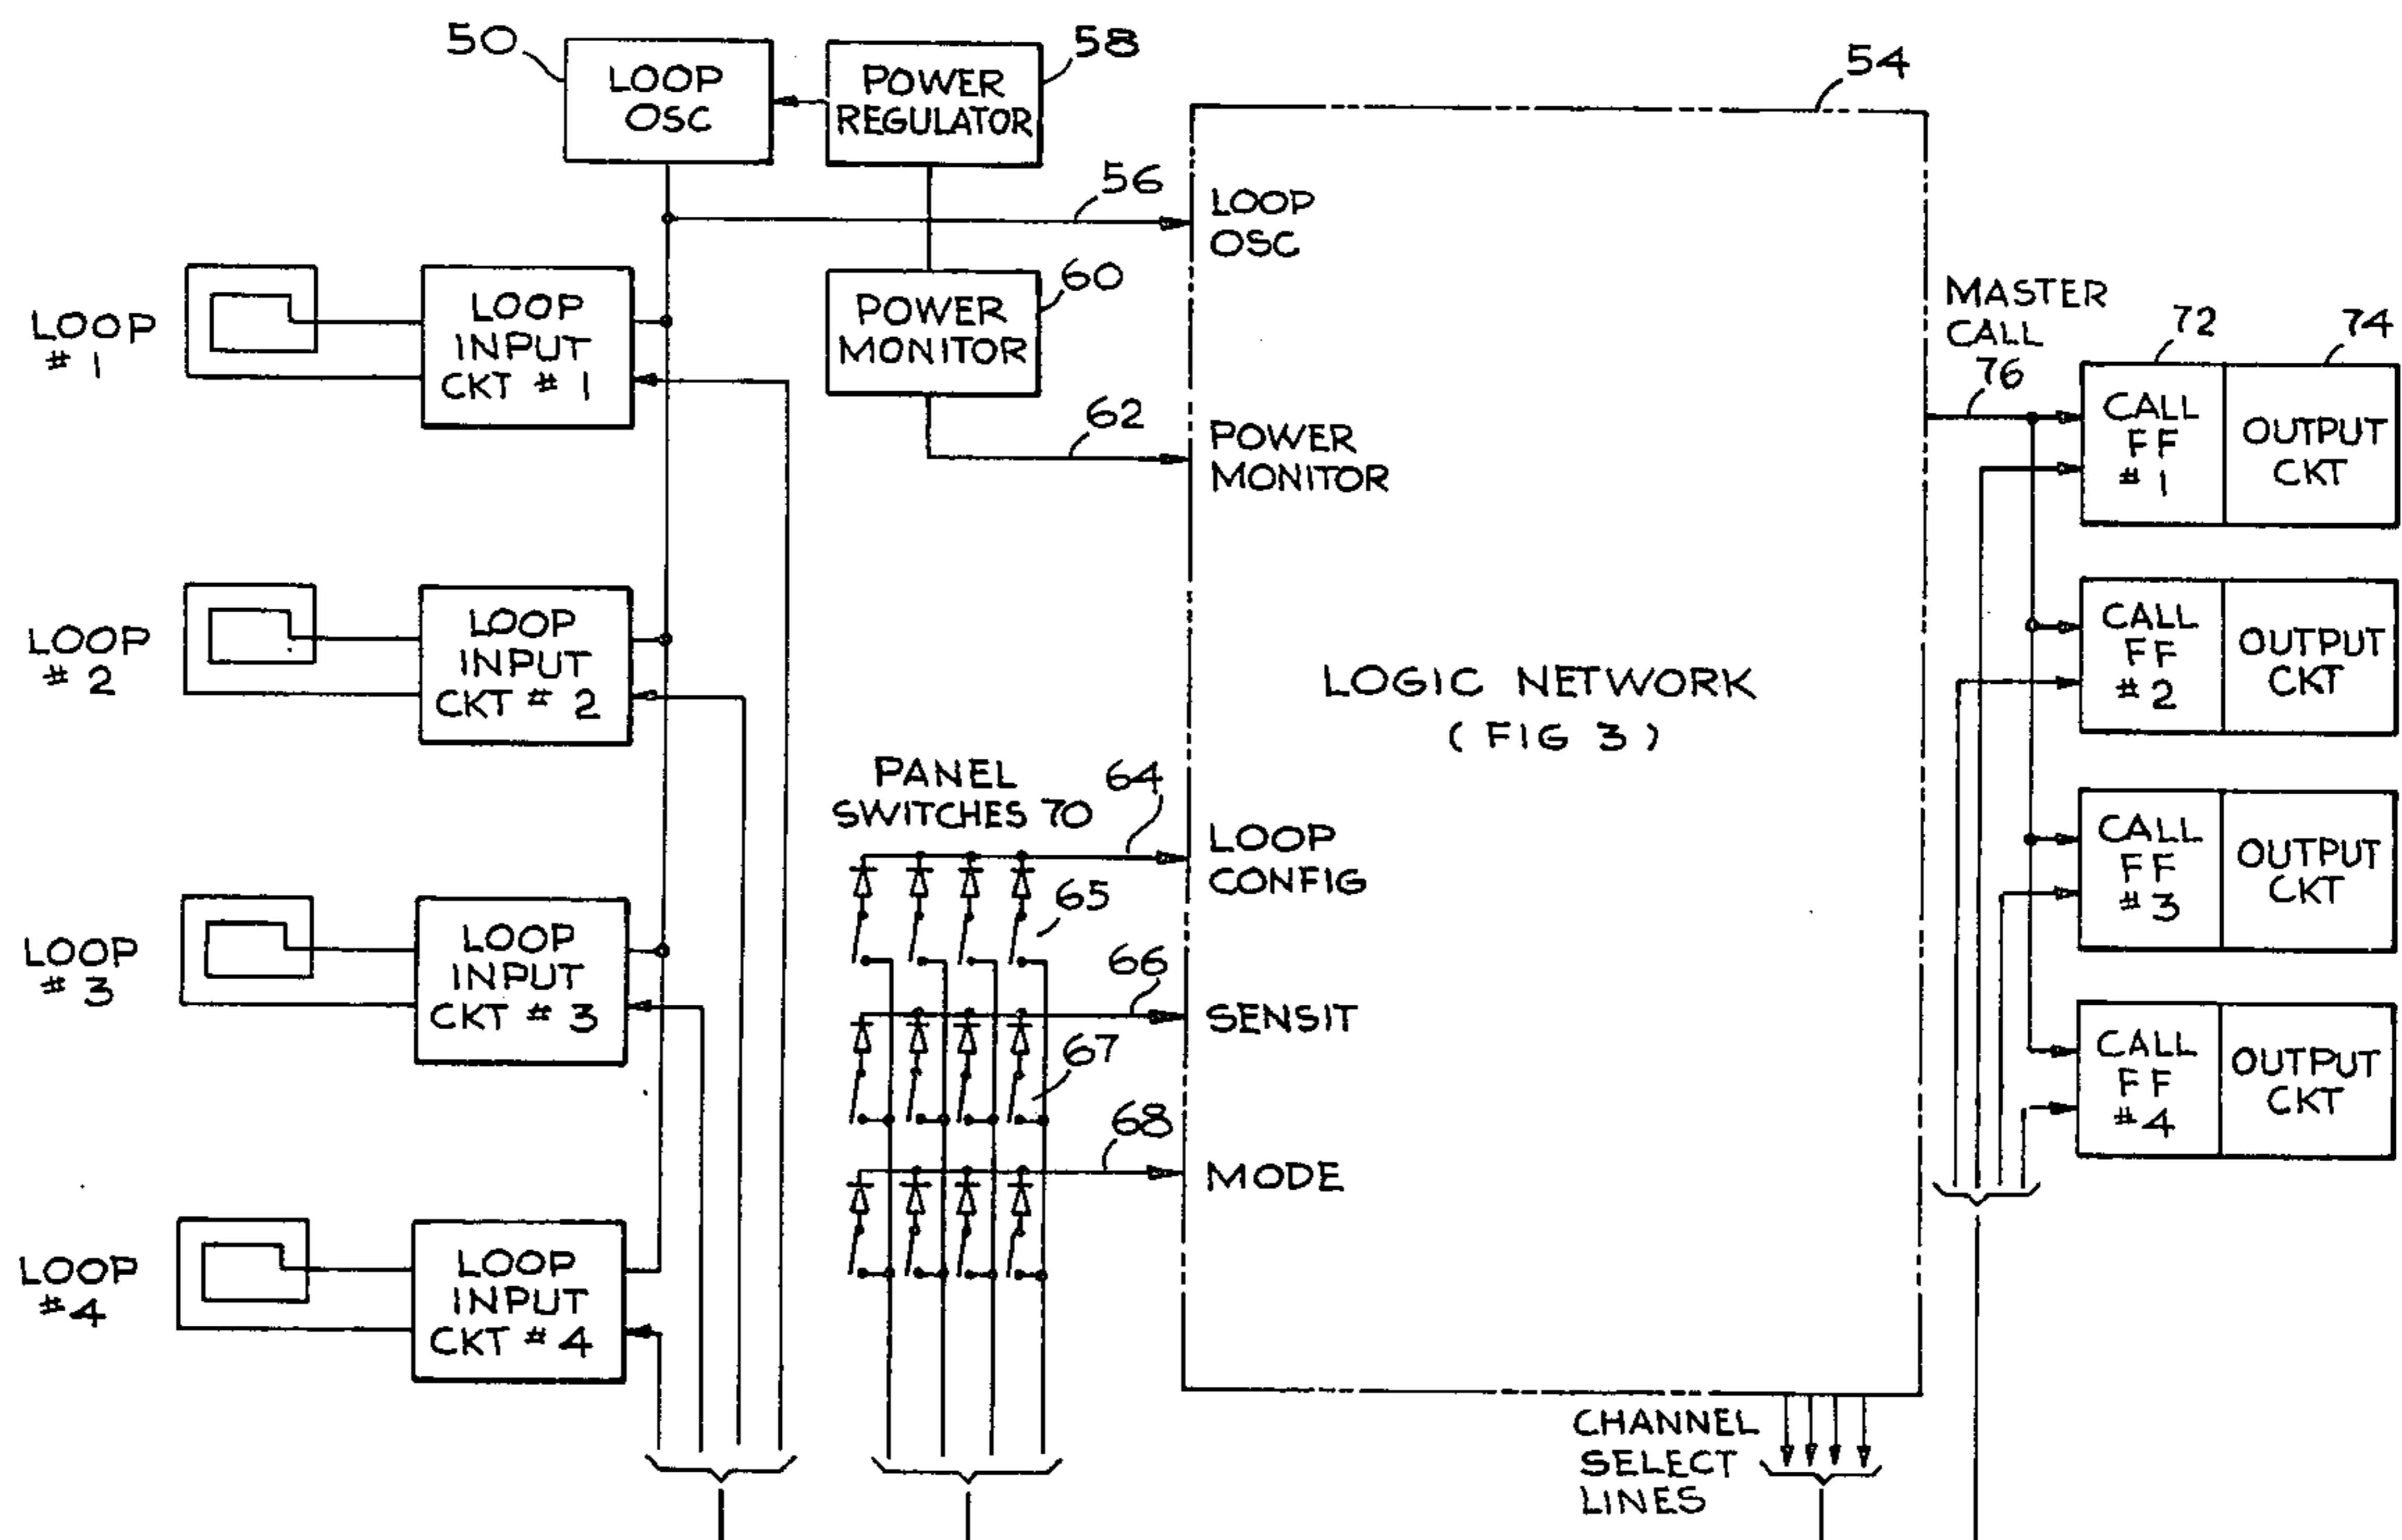 50
LOOP
OSC
58
POWER
REGULATOR
54
56
LOOP
OSC
LOOP
# 1
LOOP
INPUT
CKT # 1
60
POWER
MONITOR
62
POWER
MONITOR
MASTER
CALL
76
72
74
CALL
FF
# 1
OUTPUT
CKT
LOOP
# 2
LOOP
INPUT
CKT # 2
LOGIC NETWORK
( FIG 3 )
CALL
FF
# 2
OUTPUT
CKT
PANEL
SWITCHES 70
64
LOOP
CONFIG
65
CALL
FF
# 3
OUTPUT
CKT
LOOP
# 3
LOOP
INPUT
CKT # 3
66
SENSIT
67
CALL
FF
# 4
OUTPUT
CKT
68
MODE
LOOP
# 4
LOOP
INPUT
CKT # 4
CHANNEL
SELECT
LINES